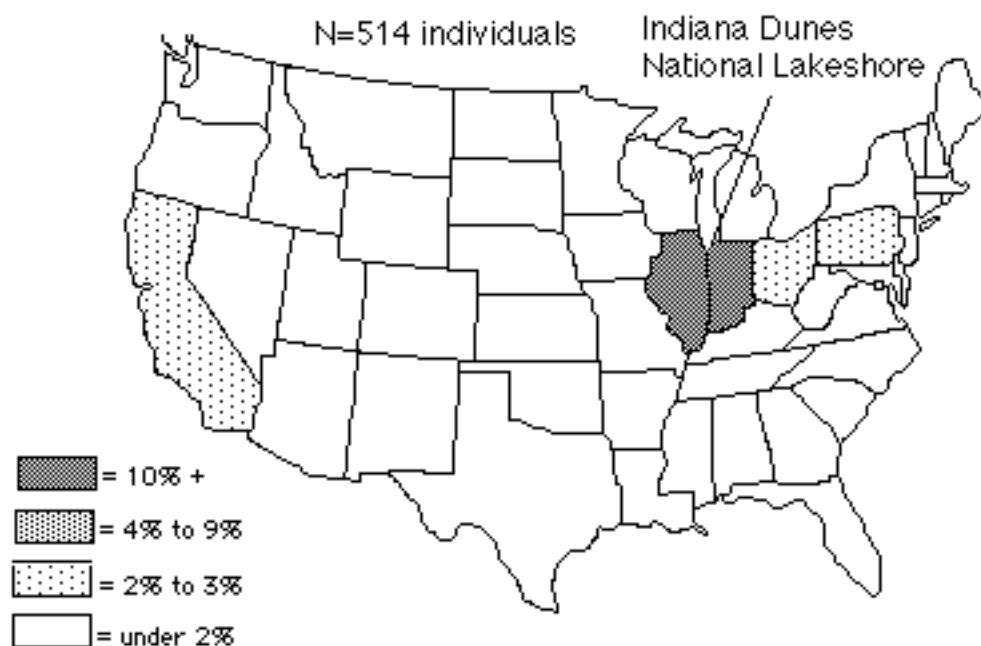 N=514 individuals
Indiana Dunes
National Lakeshore
= 10% +
= 4% to 9%
= 2% to 3%
= under 2%